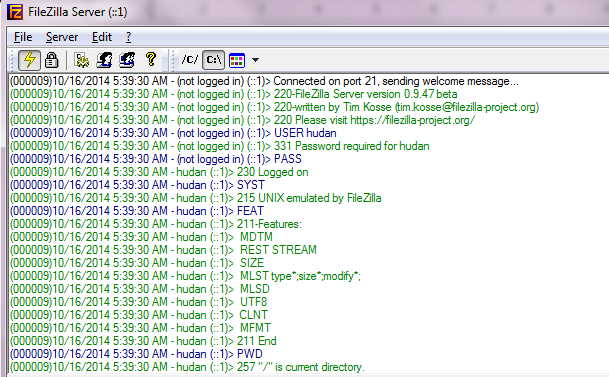 FileZilla Server (::1)
File Server Edit ?
/C/ C:\
(000009)10/16/2014 5:39:30 AM - (not logged in) (::1)> Connected on port 21, sending welcome message...
(000009)10/16/2014 5:39:30 AM - (not logged in) (::1)> 220-FileZilla Server version 0.9.47 beta
(000009)10/16/2014 5:39:30 AM - (not logged in) (::1)> 220-written by Tim Kosse (tim.kosse@filezilla-project.org)
(000009)10/16/2014 5:39:30 AM - (not logged in) (::1)> 220 Please visit https://filezilla-project.org/
(000009)10/16/2014 5:39:30 AM - (not logged in) (::1)> USER hudan
(000009)10/16/2014 5:39:30 AM - (not logged in) (::1)> 331 Password required for hudan
(000009)10/16/2014 5:39:30 AM - (not logged in) (::1)> PASS
(000009)10/16/2014 5:39:30 AM - hudan (::1)> 230 Logged on
(000009)10/16/2014 5:39:30 AM - hudan (::1)> SYST
(000009)10/16/2014 5:39:30 AM - hudan (::1)> 215 UNIX emulated by FileZilla
(000009)10/16/2014 5:39:30 AM - hudan (::1)> FEAT
(000009)10/16/2014 5:39:30 AM - hudan (::1)> 211-Features:
(000009)10/16/2014 5:39:30 AM - hudan (::1)> MDTM
(000009)10/16/2014 5:39:30 AM - hudan (::1)> REST STREAM
(000009)10/16/2014 5:39:30 AM - hudan (::1)> SIZE
(000009)10/16/2014 5:39:30 AM - hudan (::1)> MLST type*;size*;modify*;
(000009)10/16/2014 5:39:30 AM - hudan (::1)> MLSD
(000009)10/16/2014 5:39:30 AM - hudan (::1)> UTF8
(000009)10/16/2014 5:39:30 AM - hudan (::1)> CLNT
(000009)10/16/2014 5:39:30 AM - hudan (::1)> MFMT
(000009)10/16/2014 5:39:30 AM - hudan (::1)> 211 End
(000009)10/16/2014 5:39:30 AM - hudan (::1)> PWD
(000009)10/16/2014 5:39:30 AM - hudan (::1)> 257 "/" is current directory.